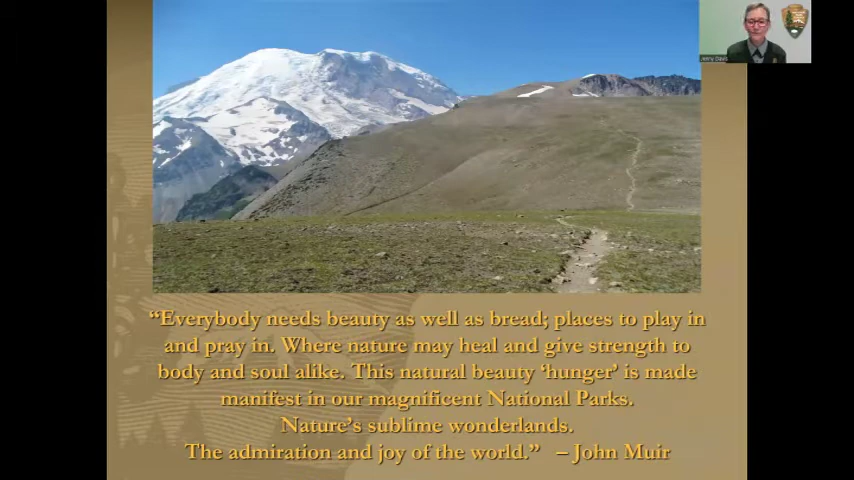 Jerry Davis
“Everybody needs beauty as well as bread; places to play in
and pray in. Where nature may heal and give strength to
body and soul alike. This natural beauty ‘hunger’ is made
manifest in our magnificent National Parks.
Nature’s sublime wonderlands.
The admiration and joy of the world.” – John Muir